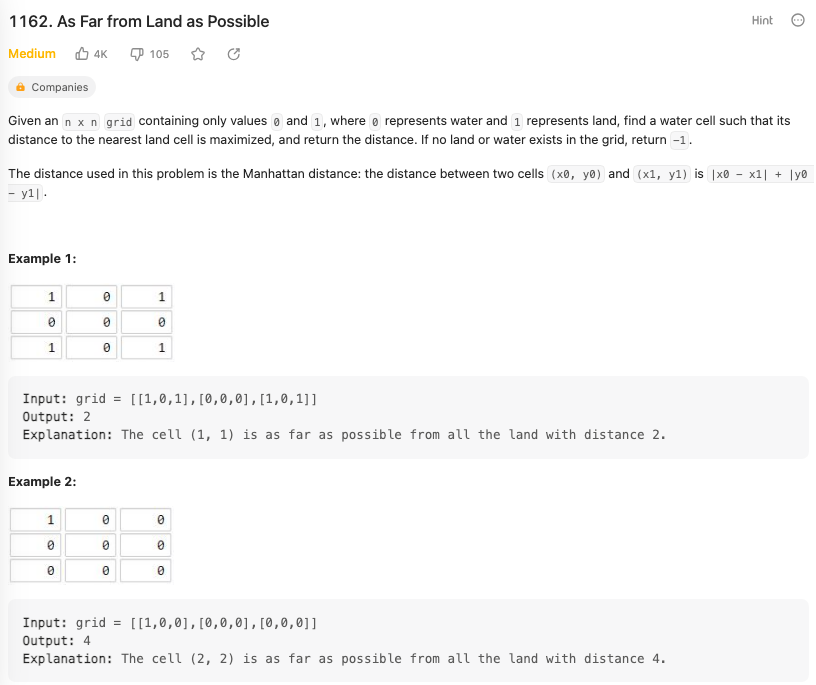 1162. As Far from Land as Possible
Hint
Medium 4K 105
Companies
Given an n x n grid containing only values 0 and 1, where 0 represents water and 1 represents land, find a water cell such that its
distance to the nearest land cell is maximized, and return the distance. If no land or water exists in the grid, return -1.
The distance used in this problem is the Manhattan distance: the distance between two cells (x0, y0) and (x1, y1) is |x0 - x1| + |y0
- y1|.
Example 1:
1 0 1
0 0 0
1 0 1
Input: grid = [[1,0,1],[0,0,0],[1,0,1]]
Output: 2
Explanation: The cell (1, 1) is as far as possible from all the land with distance 2.
Example 2:
1 0 0
0 0 0
0 0 0
Input: grid = [[1,0,0],[0,0,0],[0,0,0]]
Output: 4
Explanation: The cell (2, 2) is as far as possible from all the land with distance 4.